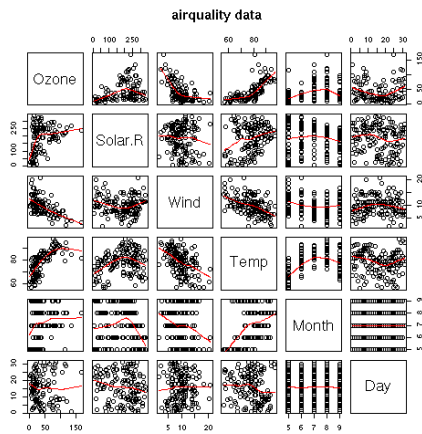 airquality data
0 100 250
60 80
0 10 20 30
Ozone
0 50 150
0 100 250
Solar.R
Wind
5 10 20
60 80
Temp
Month
5 6 7 8 9
0 10 20 30
Day
0 50 150
5 10 15 20
5 6 7 8 9